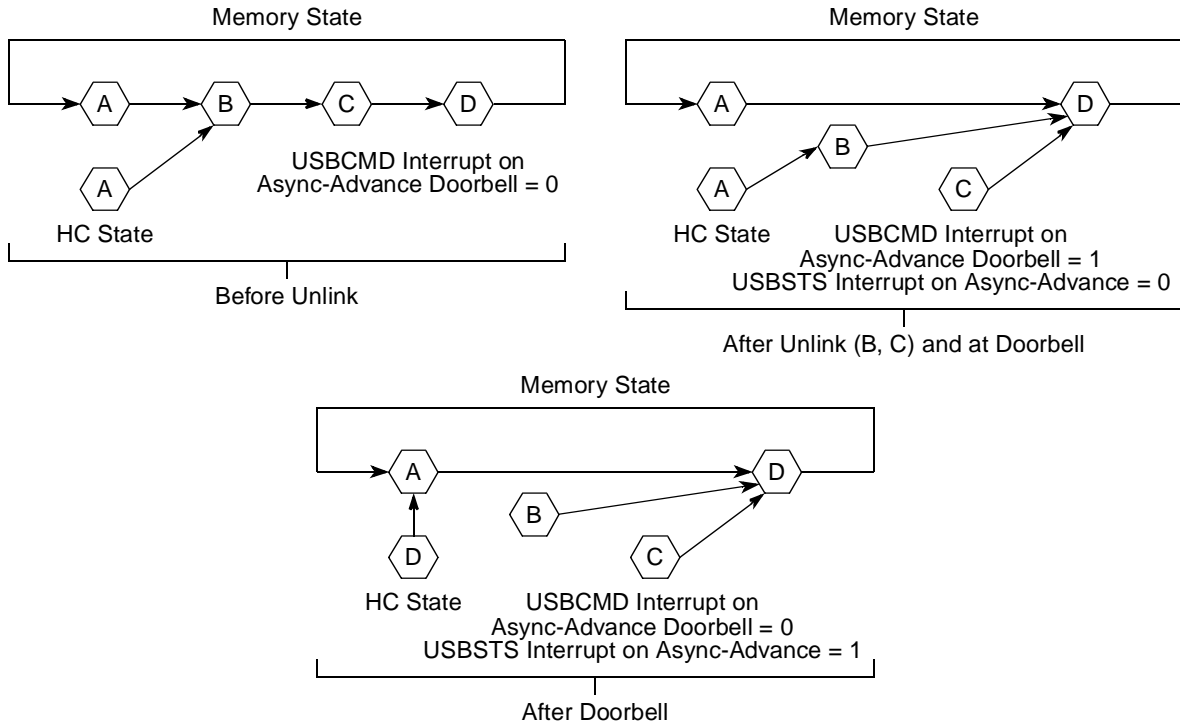 Memory State
A
B
C
D
A
HC State
USBCMD Interrupt on
Async-Advance Doorbell = 0
Before Unlink
Memory State
A
D
B
A
C
HC State
USBCMD Interrupt on
Async-Advance Doorbell = 1
USBSTS Interrupt on Async-Advance = 0
After Unlink (B, C) and at Doorbell
Memory State
A
D
B
D
C
HC State
USBCMD Interrupt on
Async-Advance Doorbell = 0
USBSTS Interrupt on Async-Advance = 1
After Doorbell